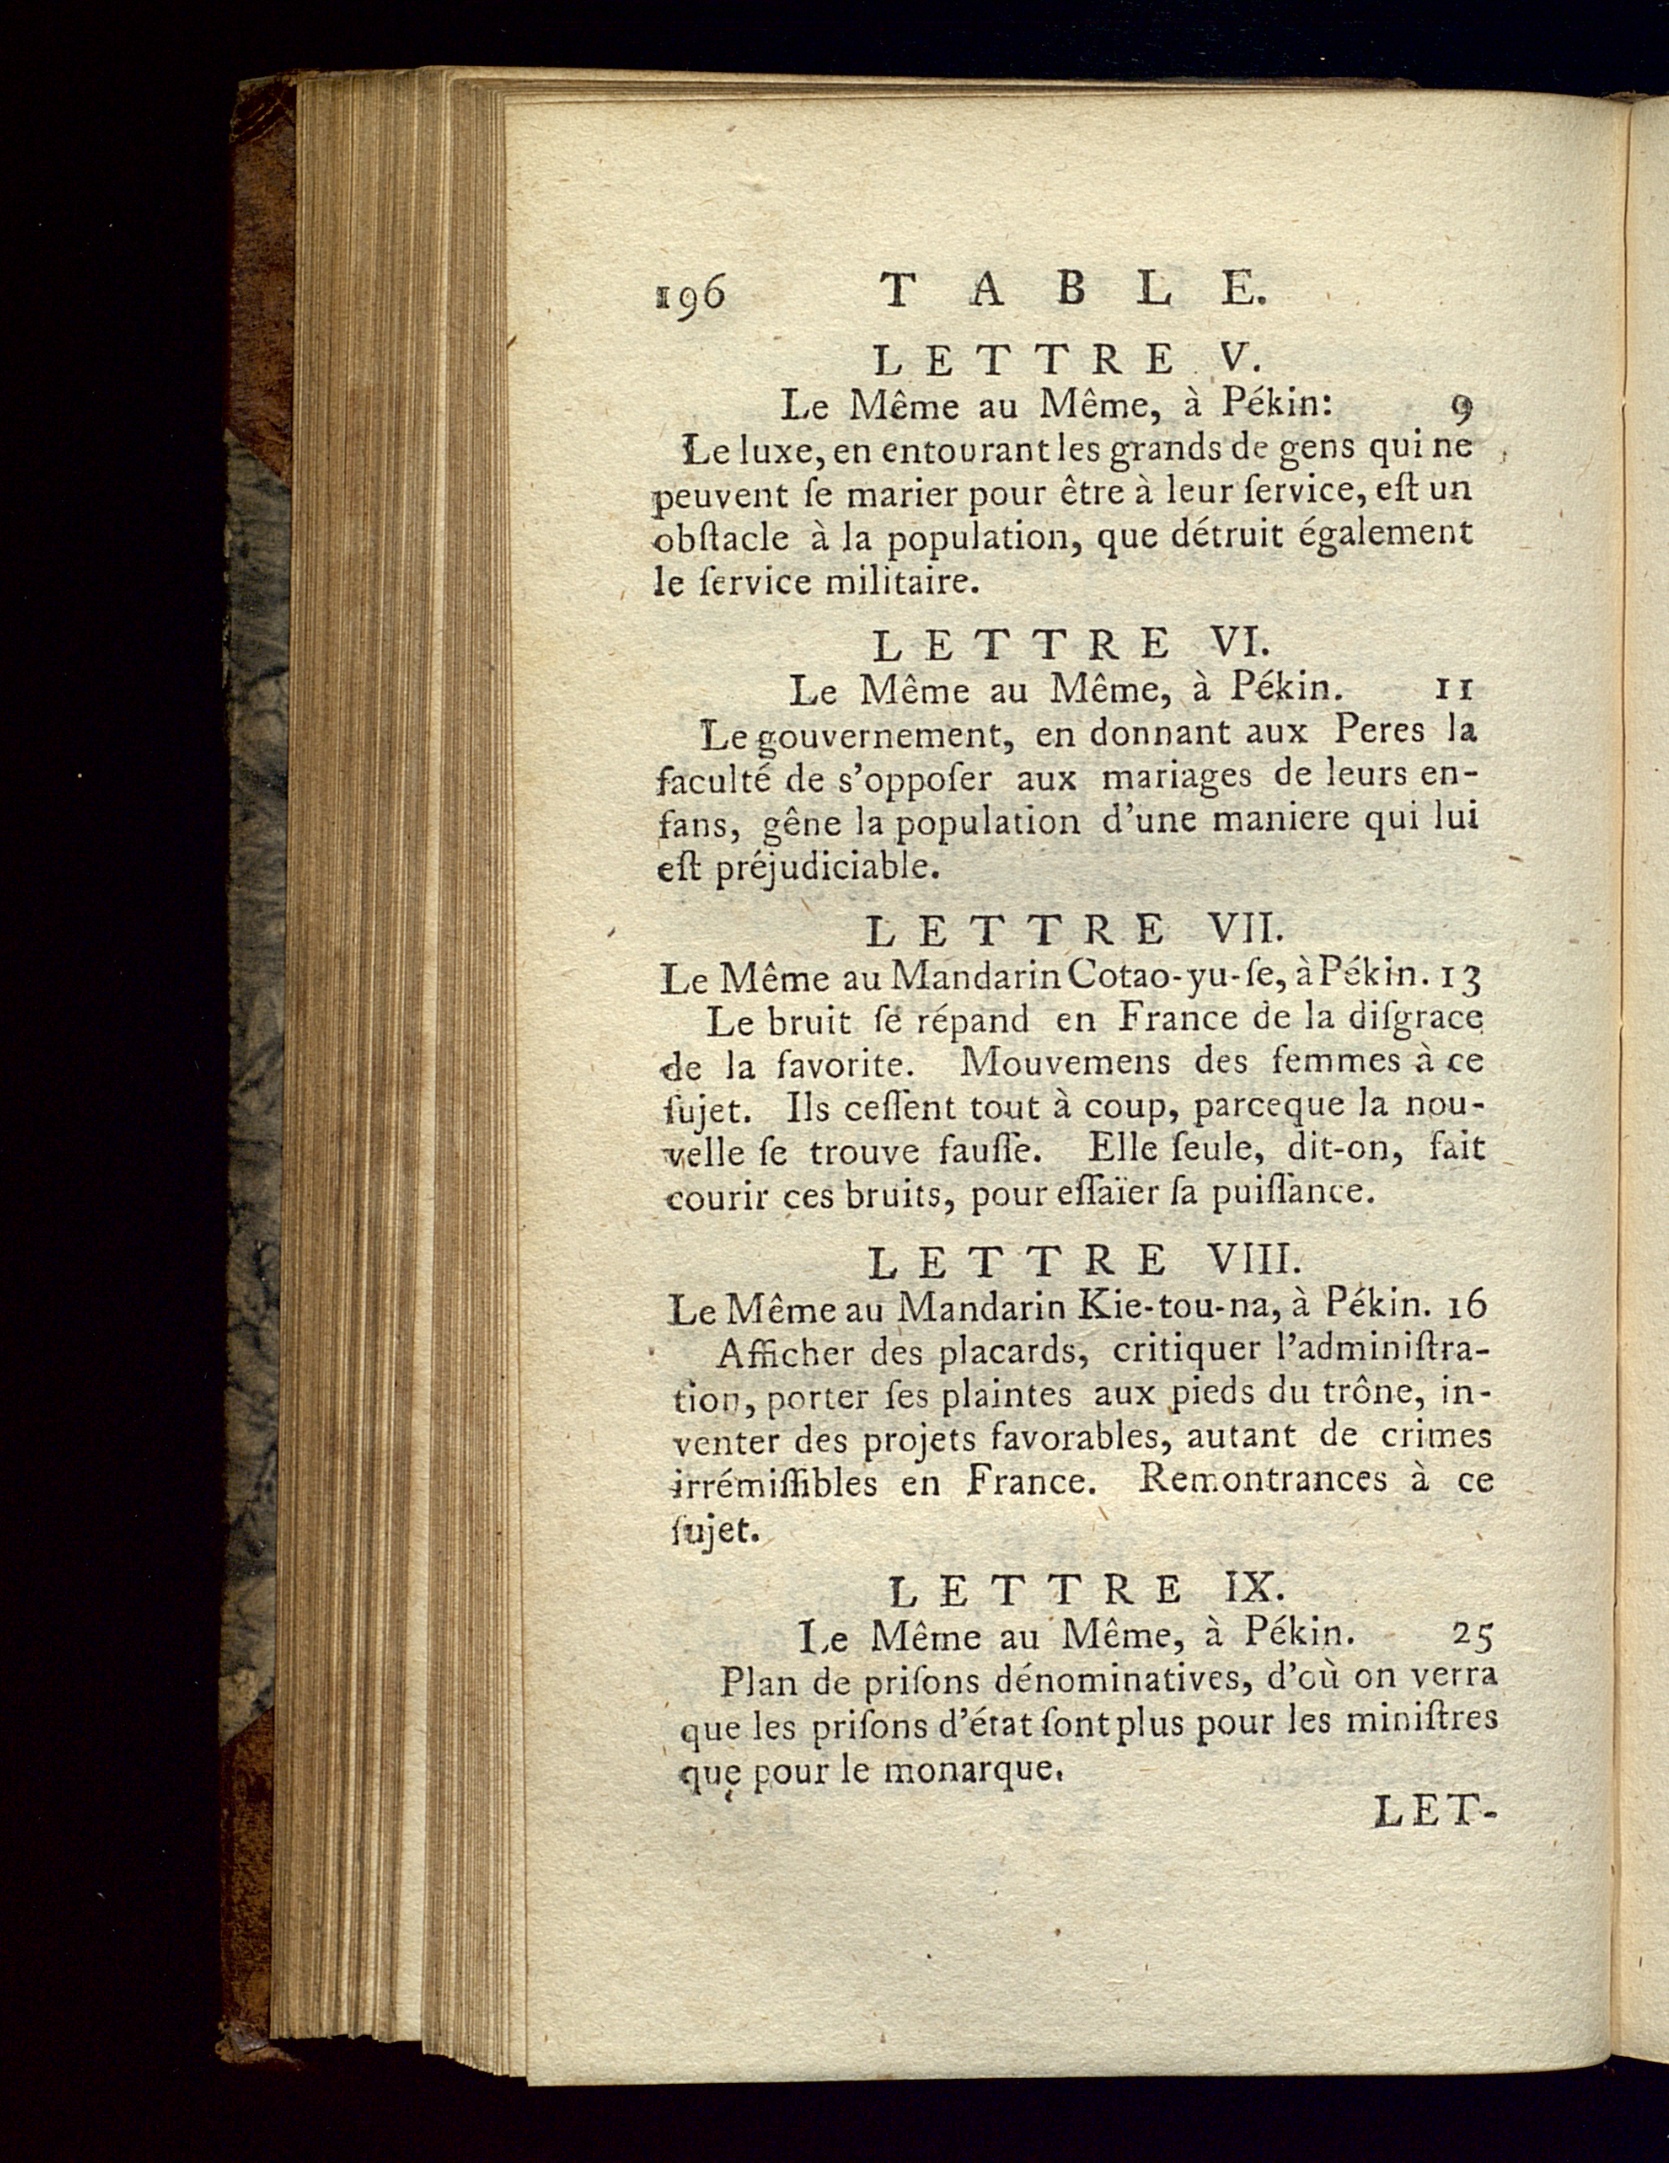 196 TABLE.
LETTRE V.
Le Même au Même, à Pékin: 9
Le luxe, en entourant les grands de gens qui ne
peuvent ſe marier pour être à leur ſervice, eſt un
obſtacle à la population, que détruit également
le ſervice militaire.
LETTRE VI.
Le Même au Même, à Pékin. 11
Le gouvernement, en donnant aux Peres la
faculté de s'oppoſer aux mariages de leurs en-
fans, gêne la population d'une maniere qui lui
eſt préjudiciable.
LETTRE VII.
Le Même au Mandarin Cotao-yu-ſe, à Pékin. 13
Le bruit ſe répand en France de la diſgrace
de la favorite. Mouvemens des femmes à ce
ſujet. Ils ceſſent tout à coup, parceque la nou-
velle ſe trouve fauſſe. Elle ſeule, dit-on, fait
courir ces bruits, pour eſſaïer ſa puiſſance.
LETTRE VIII.
Le Même au Mandarin Kie-tou-na, à Pékin. 16
Afficher des placards, critiquer l'adminiſtra-
tion, porter ſes plaintes aux pieds du trône, in-
venter des projets favorables, autant de crimes
irrémiſſibles en France. Remontrances à ce
ſujet.
LETTRE IX.
Le Même au Même, à Pékin. 25
Plan de priſons dénominatives, d'où on verra
que les priſons d'état ſont plus pour les miniſtres
que pour le monarque.
LET-